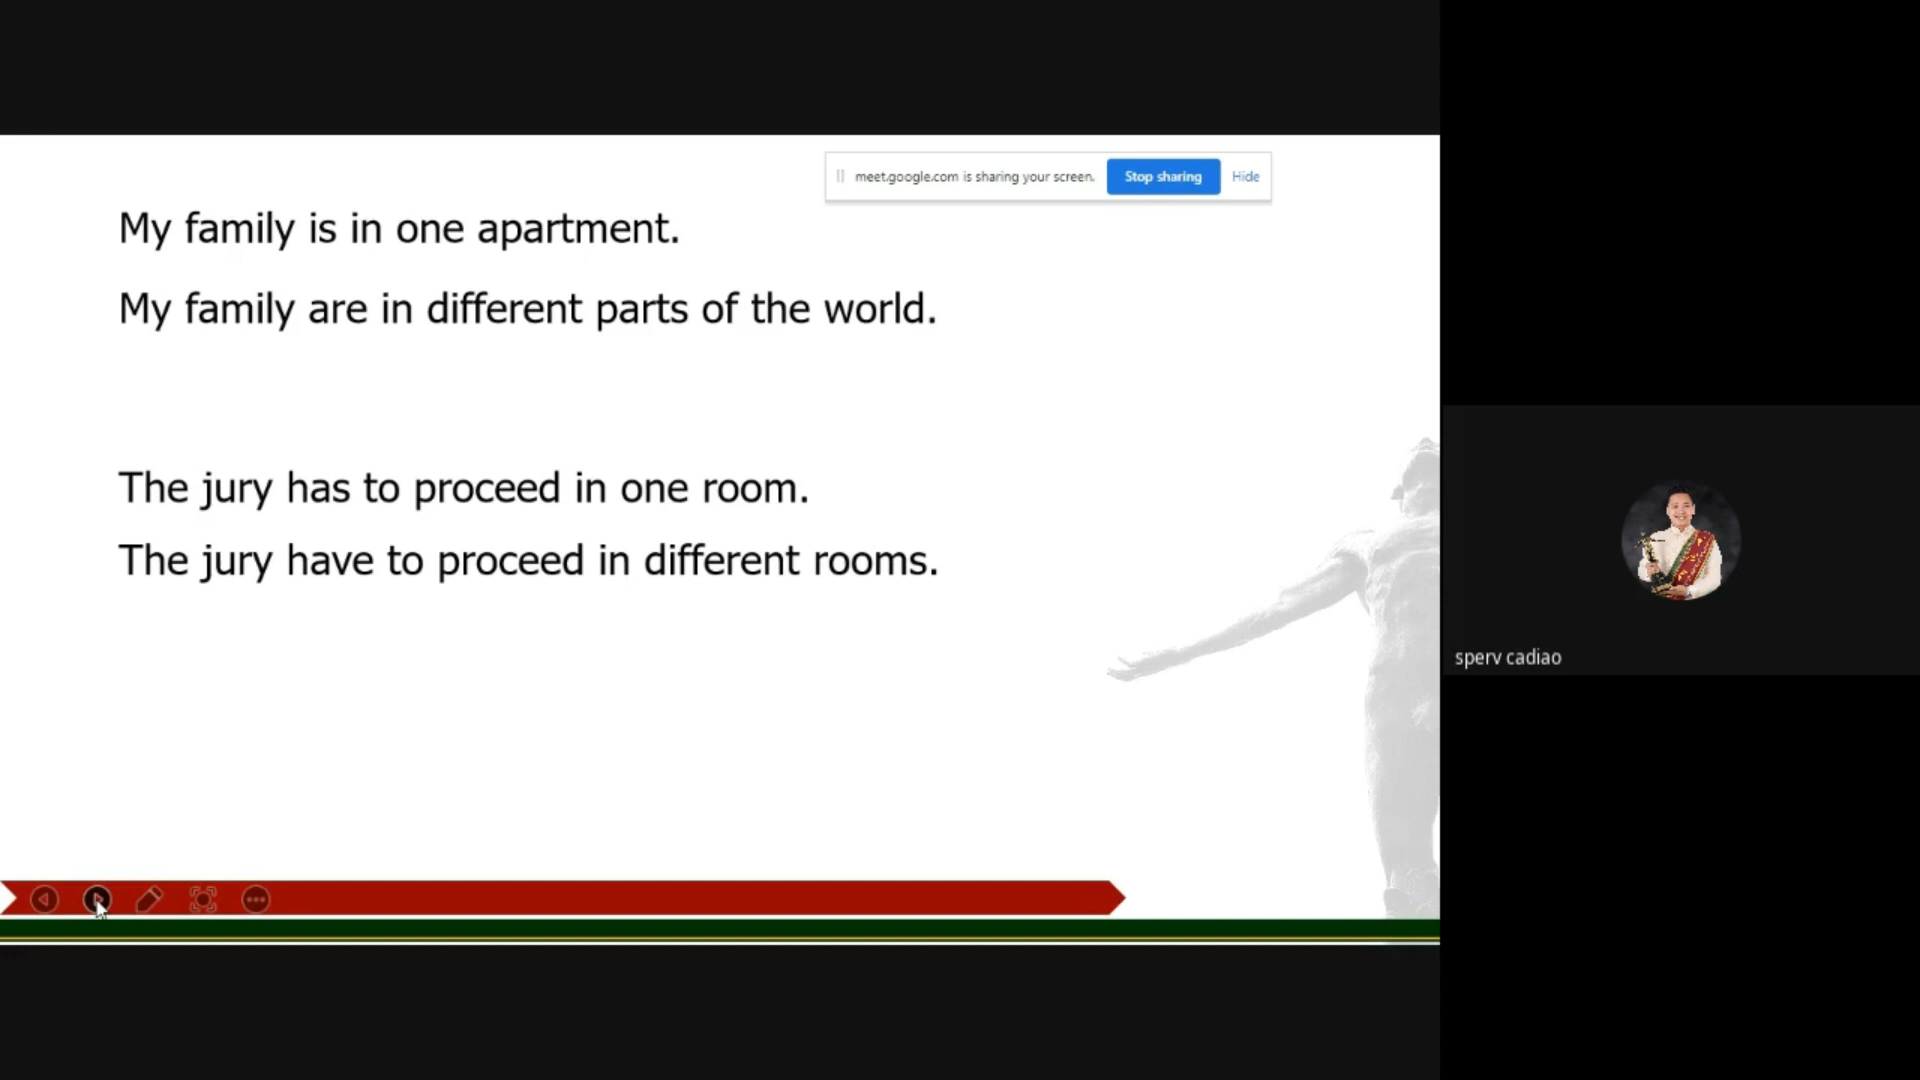 meet.google.com is sharing your screen. Stop sharing Hide
My family is in one apartment.
My family are in different parts of the world.
The jury has to proceed in one room.
The jury have to proceed in different rooms.
sperv cadiao